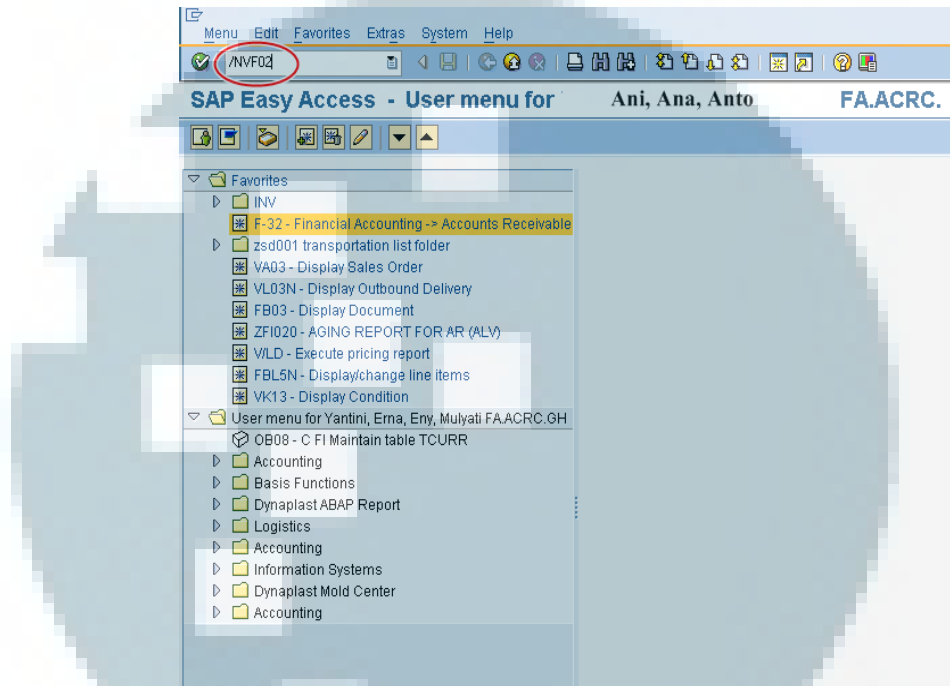 Menu Edit Favorites Extras System Help
/NVF02
SAP Easy Access - User menu for Ani, Ana, Anto FA.ACRC.
Favorites
INV
F-32 - Financial Accounting -> Accounts Receivable
zsd001 transportation list folder
VA03 - Display Sales Order
VL03N - Display Outbound Delivery
FB03 - Display Document
ZFI020 - AGING REPORT FOR AR (ALV)
V/LD - Execute pricing report
FBL5N - Display/change line items
VK13 - Display Condition
User menu for Yantini, Erna, Eny, Mulyati FA.ACRC.GH
OB08 - C FI Maintain table TCURR
Accounting
Basis Functions
Dynaplast ABAP Report
Logistics
Accounting
Information Systems
Dynaplast Mold Center
Accounting